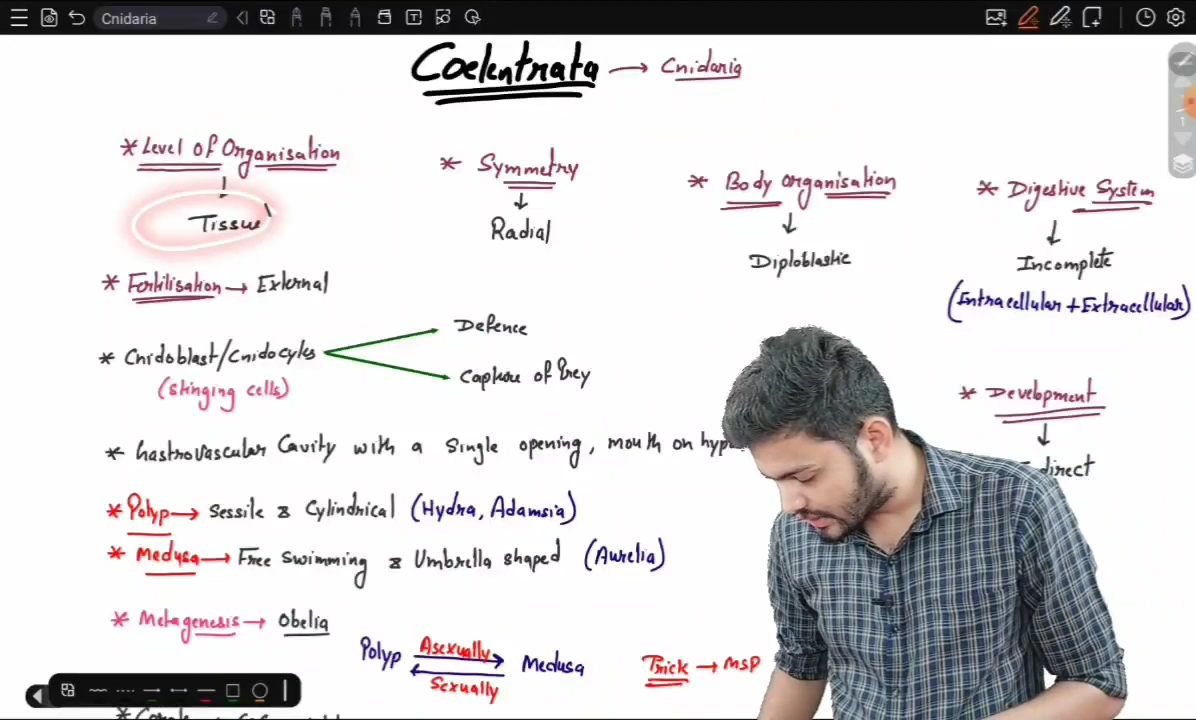 Cnidaria
Coelentrata → Cnidaria
* Level of Organisation
Tissue
* Symmetry
Radial
* Body Organisation
Diploblastic
* Digestive System
Incomplete
(Intracellular + Extracellular)
* Fertilisation → External
* Cnidoblast/Cnidocytes
(Stinging cells)
Defence
Capture of Prey
* Development
direct
* Gastrovascular Cavity with a Single opening, mouth on hyp
* Polyp → Sessile & Cylindrical (Hydra, Adamsia)
* Medusa → Free Swimming & Umbrella shaped (Aurelia)
* Metagenesis → Obelia
Polyp Asexually Medusa
Sexually
Trick → MSP